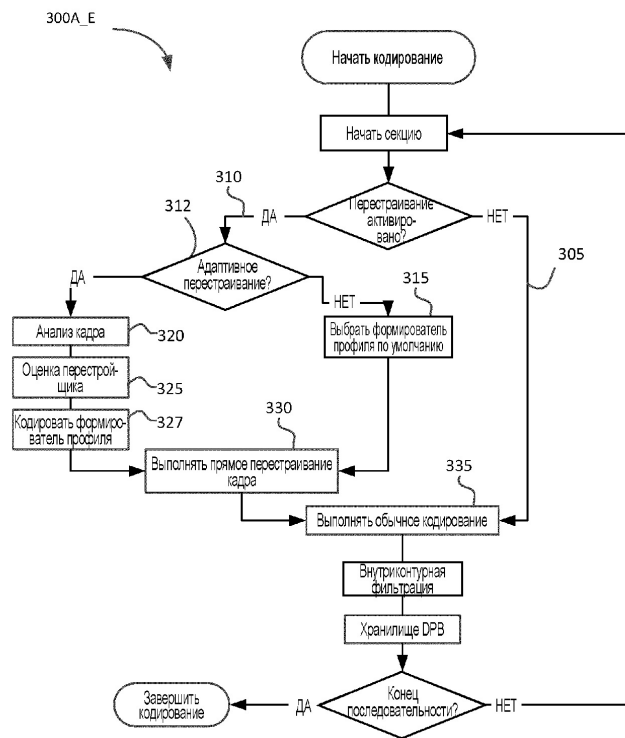 300A_E
Начать кодирование
Начать секцию
310
Перестраивание
активиро-
вано?
ДА
НЕТ
312
Адаптивное
перестраивание?
ДА
НЕТ
305
315
Выбрать формирователь
профиля по умолчанию
Анализ кадра
320
Оценка перестрой-
щика
325
Кодировать формиро-
ватель профиля
327
330
Выполнять прямое перестраивание
кадра
335
Выполнять обычное кодирование
Внутриконтурная
фильтрация
Хранилище DPB
Завершить
кодирование
ДА
Конец
последовательности?
НЕТ